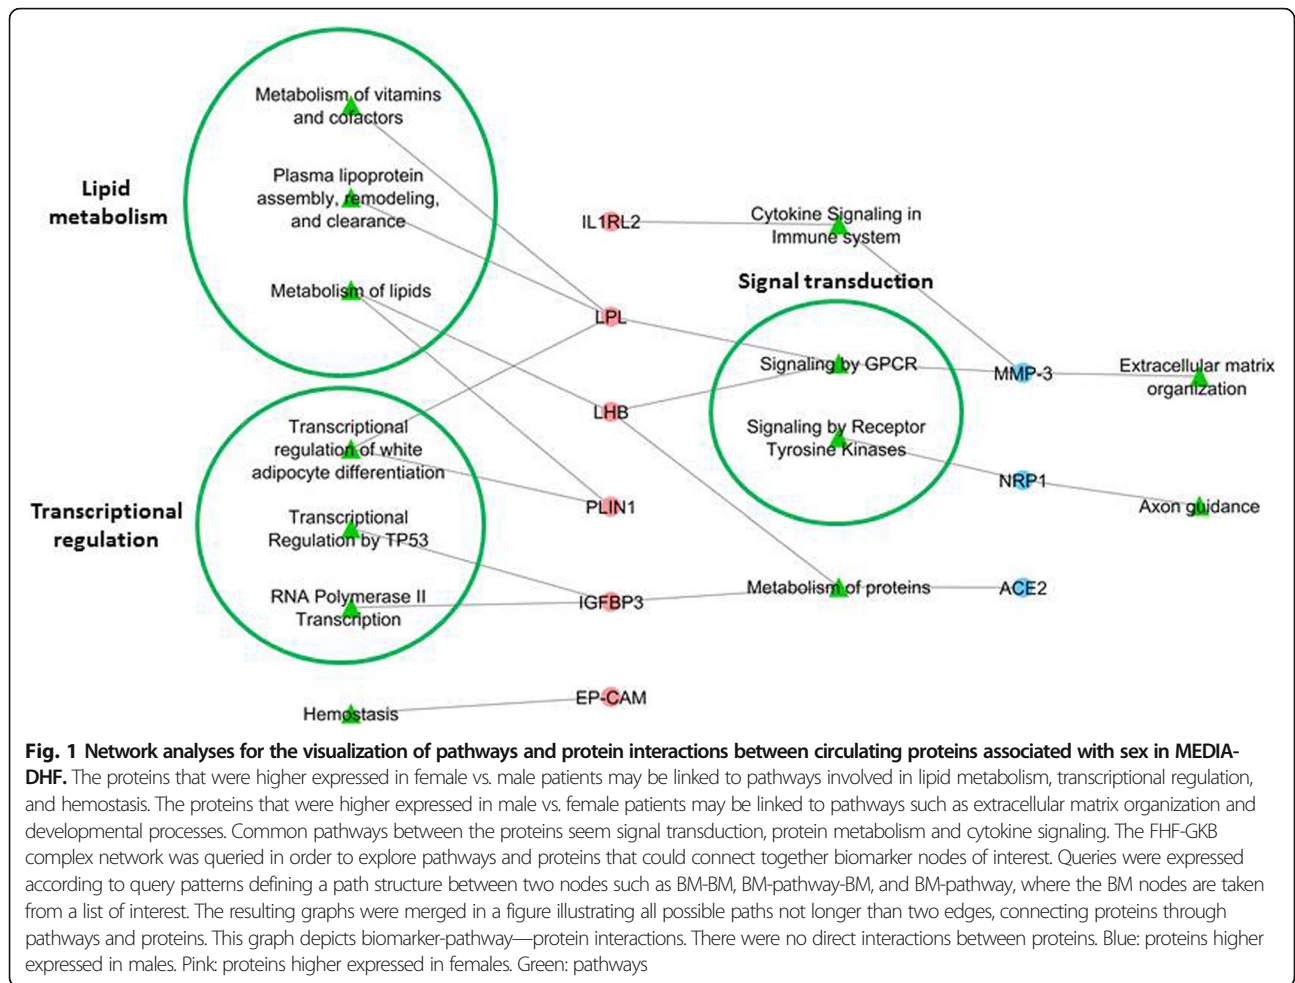 Metabolism of vitamins
and cofactors
Plasma lipoprotein
assembly, remodeling,
and clearance
Lipid
metabolism
Metabolism of lipids
IL1RL2
Cytokine Signaling in
Immune system
Signal transduction
LPL
Signaling by GPCR
MMP-3
Extracellular matrix
organization
LHB
Signaling by Receptor
Tyrosine Kinases
NRP1
Axon guidance
Transcriptional
regulation of white
adipocyte differentiation
Transcriptional
regulation
PLIN1
Transcriptional
Regulation by TP53
RNA Polymerase II
Transcription
IGFBP3
Metabolism of proteins
ACE2
EP-CAM
Hemostasis
Fig. 1 Network analyses for the visualization of pathways and protein interactions between circulating proteins associated with sex in MEDIA-
DHF. The proteins that were higher expressed in female vs. male patients may be linked to pathways involved in lipid metabolism, transcriptional regulation,
and hemostasis. The proteins that were higher expressed in male vs. female patients may be linked to pathways such as extracellular matrix organization and
developmental processes. Common pathways between the proteins seem signal transduction, protein metabolism and cytokine signaling. The FHF-GKB
complex network was queried in order to explore pathways and proteins that could connect together biomarker nodes of interest. Queries were expressed
according to query patterns defining a path structure between two nodes such as BM-BM, BM-pathway-BM, and BM-pathway, where the BM nodes are taken
from a list of interest. The resulting graphs were merged in a figure illustrating all possible paths not longer than two edges, connecting proteins through
pathways and proteins. This graph depicts biomarker-pathway—protein interactions. There were no direct interactions between proteins. Blue: proteins higher
expressed in males. Pink: proteins higher expressed in females. Green: pathways